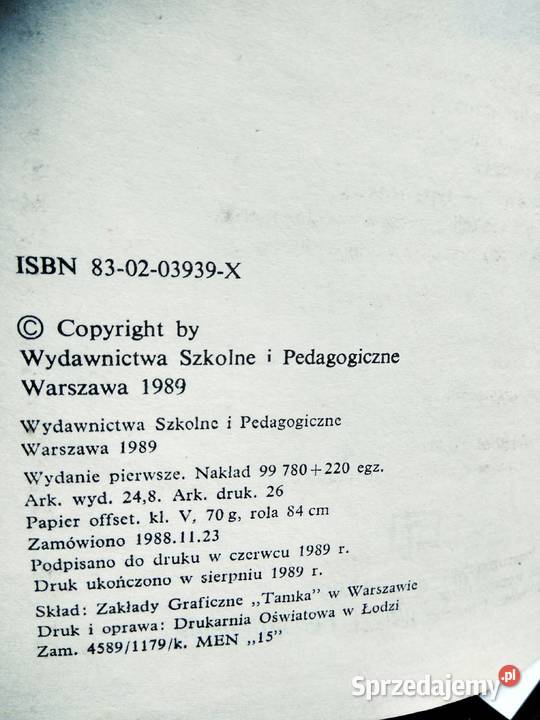 ISBN 83-02-03939-X
© Copyright by
Wydawnictwa Szkolne i Pedagogiczne
Warszawa 1989
Wydawnictwa Szkolne i Pedagogiczne
Warszawa 1989
Wydanie pierwsze. Nakład 99 780+220 egz.
Ark. wyd. 24,8. Ark. druk. 26
Papier offset. kl. V, 70 g, rola 84 cm
Zamówiono 1988.11.23
Podpisano do druku w czerwcu 1989 r.
Druk ukończono w sierpniu 1989 r.
Skład: Zakłady Graficzne „Tamka” w Warszawie
Druk i oprawa: Drukarnia Oświatowa w Łodzi
Zam. 4589/1179/k. MEN „15”
Sprzedajemy.pl